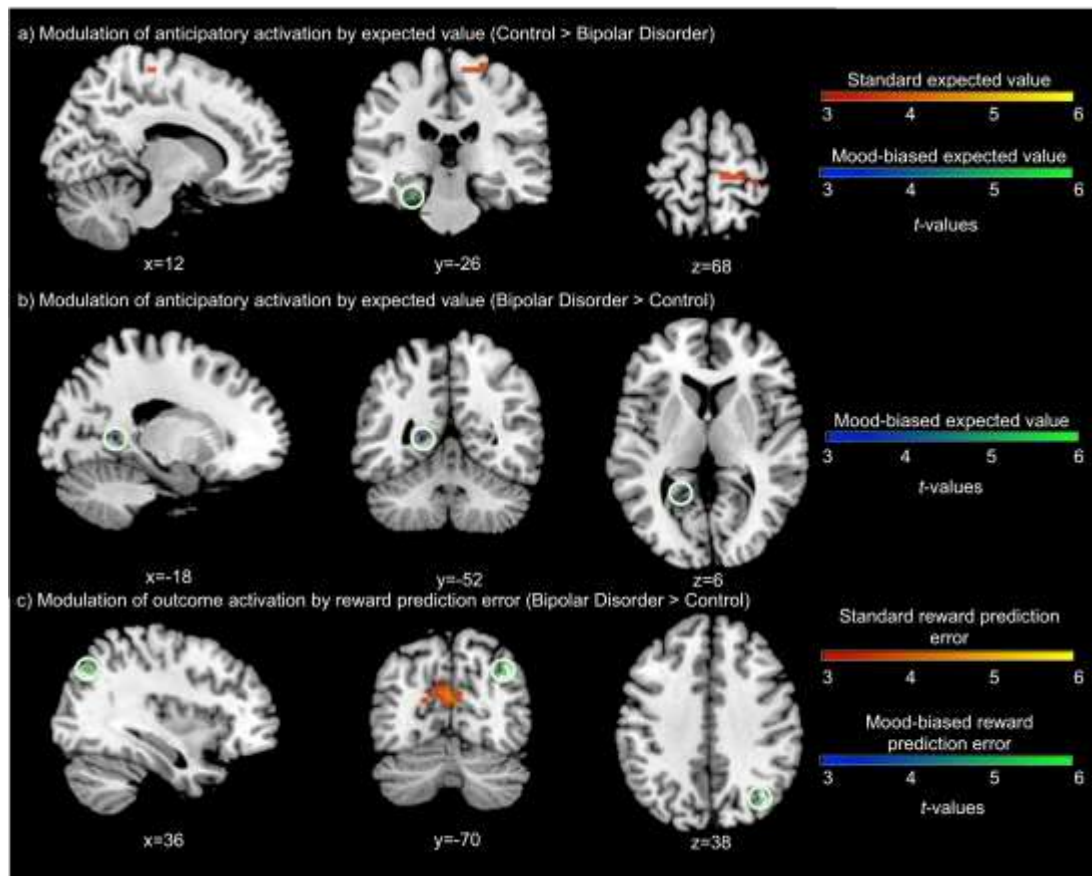 a) Modulation of anticipatory activation by expected value (Control > Bipolar Disorder)
Standard expected value
3 4 5 6
Mood-biased expected value
3 4 5 6
t-values
x=12 y=-26 z=68
b) Modulation of anticipatory activation by expected value (Bipolar Disorder > Control)
Mood-biased expected value
3 4 5 6
t-values
x=-18 y=-52 z=6
c) Modulation of outcome activation by reward prediction error (Bipolar Disorder > Control)
Standard reward prediction
error
3 4 5 6
Mood-biased reward
prediction error
3 4 5 6
t-values
x=36 y=-70 z=38